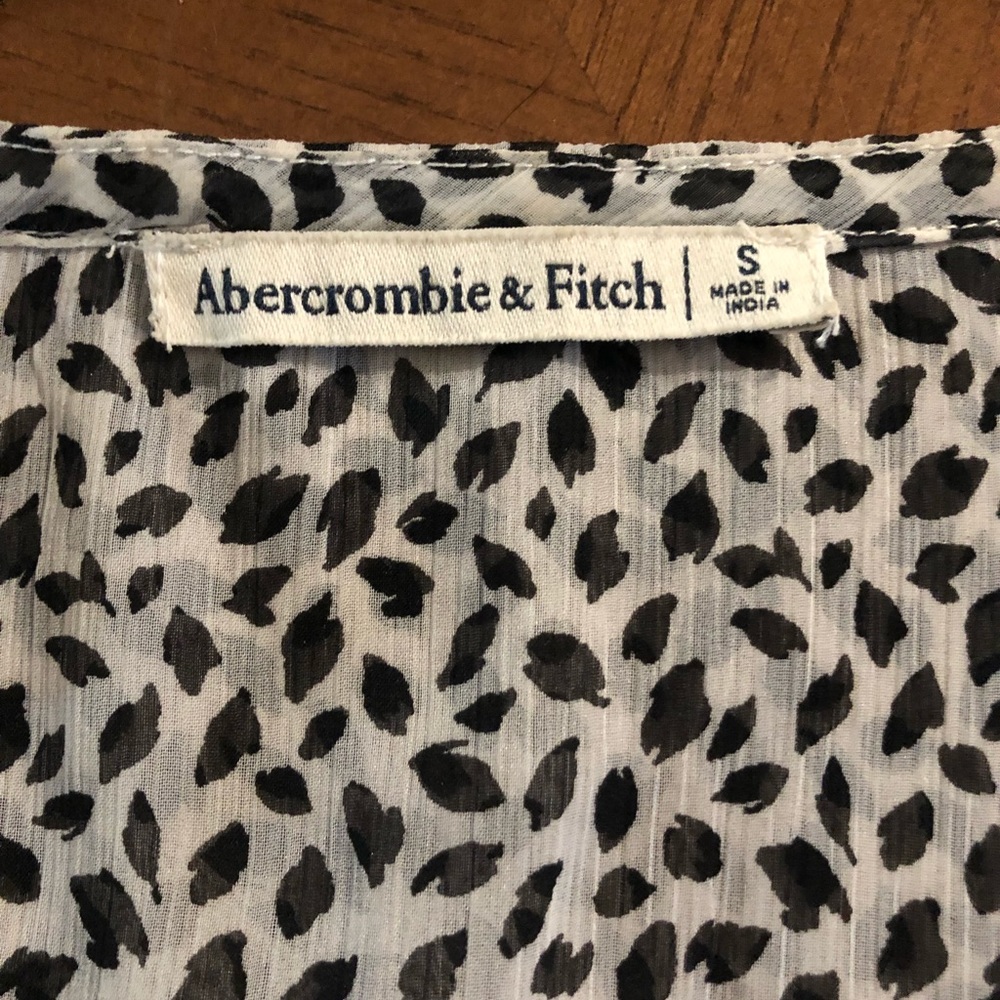 Abercrombie & Fitch
S
MADE IN
INDIA